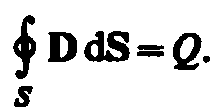 ∮ₛ D dS = Q.